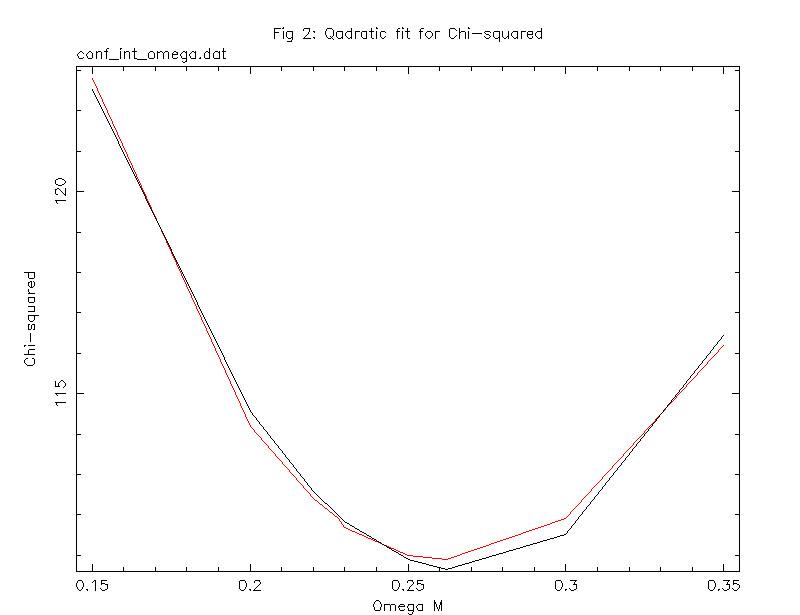 Fig 2: Qadratic fit for Chi-squared
conf_int_omega.dat
120
115
Chi-squared
0.15 0.2 0.25 0.3 0.35
Omega M